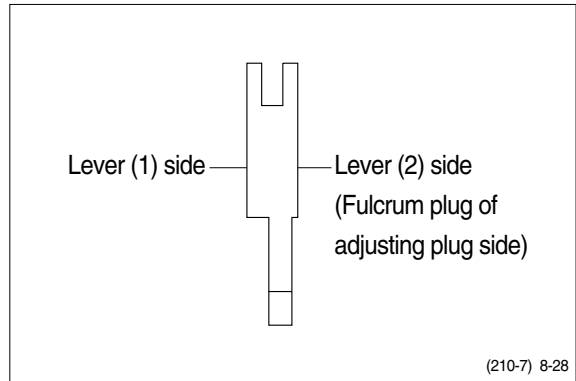 Lever (1) side
Lever (2) side
(Fulcrum plug of
adjusting plug side)
(210-7) 8-28